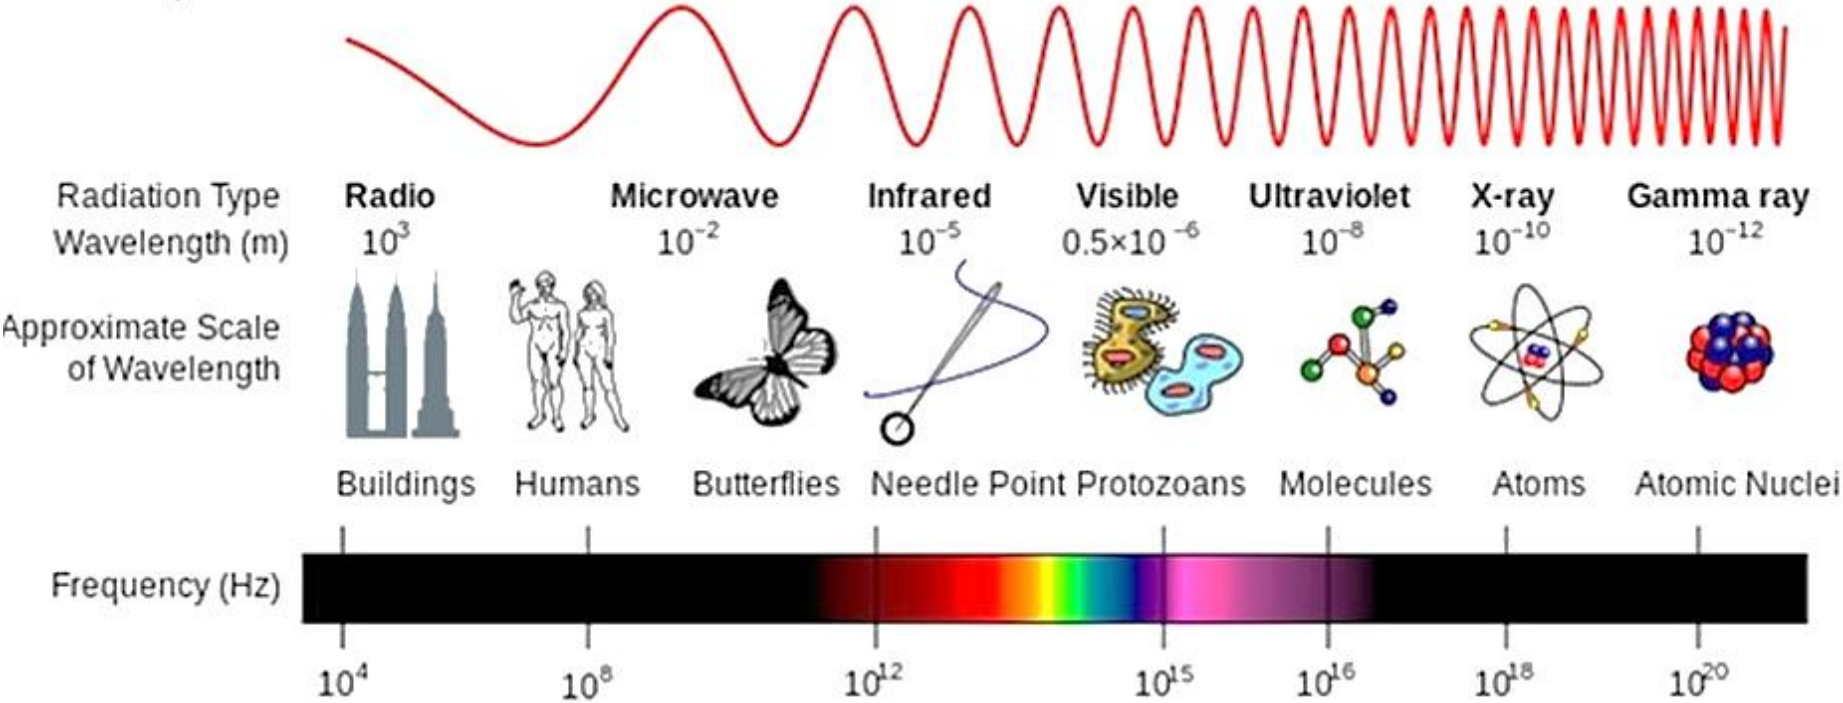 Radiation Type Radio Microwave Infrared Visible Ultraviolet X-ray Gamma ray
Wavelength (m) 10³ 10⁻² 10⁻⁵ 0.5×10⁻⁶ 10⁻⁸ 10⁻¹⁰ 10⁻¹²
Approximate Scale
of Wavelength
Buildings Humans Butterflies Needle Point Protozoans Molecules Atoms Atomic Nuclei
Frequency (Hz)
10⁴ 10⁸ 10¹² 10¹⁵ 10¹⁶ 10¹⁸ 10²⁰